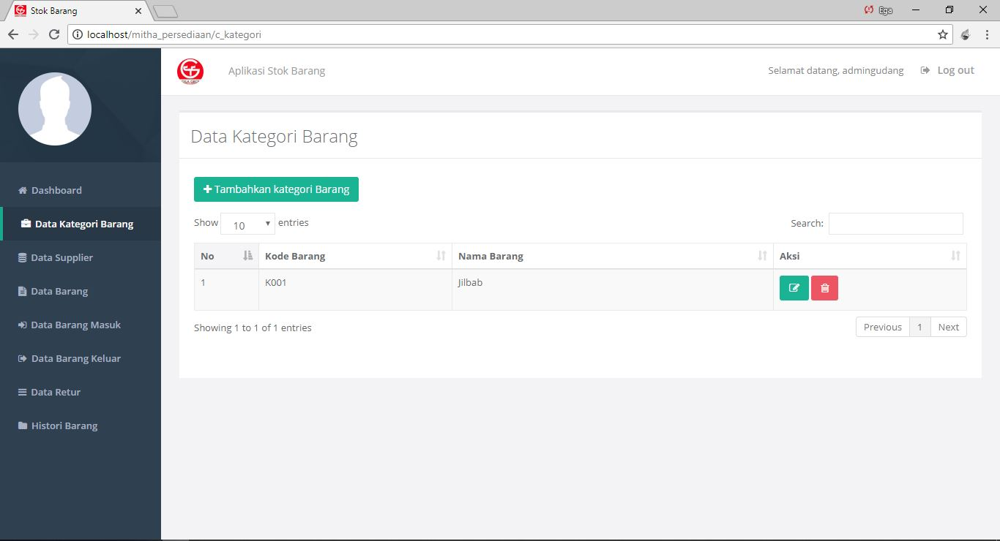 Stok Barang
Ega
localhost/mitha_persediaan/c_kategori
Aplikasi Stok Barang
Selamat datang, admingudang
Log out
Dashboard
Data Kategori Barang
Data Supplier
Data Barang
Data Barang Masuk
Data Barang Keluar
Data Retur
Histori Barang
Data Kategori Barang
Tambahkan kategori Barang
Show 10 entries
Search:
No Kode Barang Nama Barang Aksi
1 K001 Jilbab
Showing 1 to 1 of 1 entries
Previous 1 Next